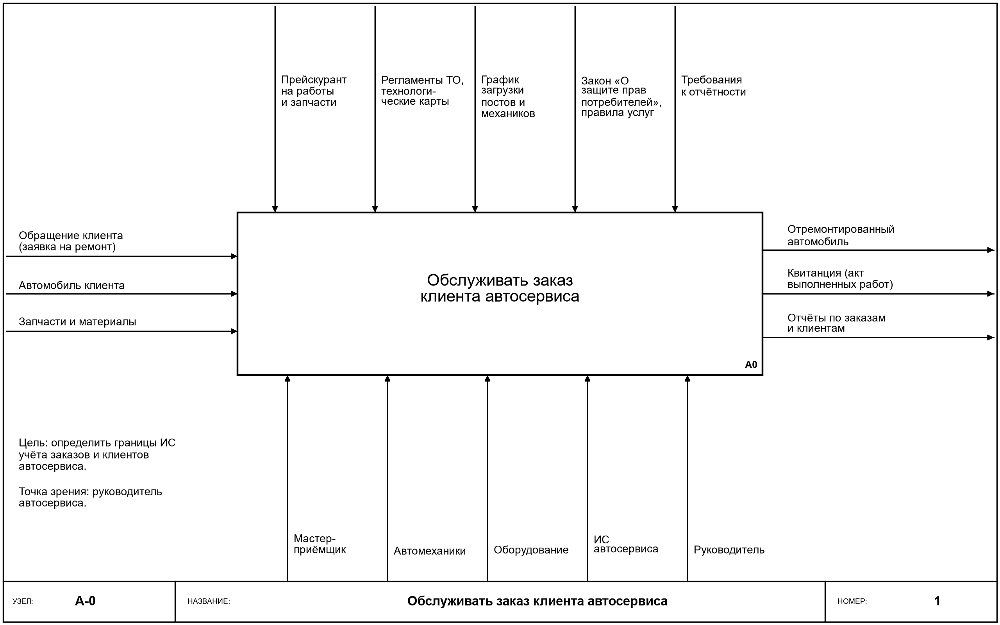 Прейскурант
на работы
и запчасти
Регламенты ТО,
технологи-
ческие карты
График
загрузки
постов и
механиков
Закон «О
защите прав
потребителей»,
правила услуг
Требования
к отчётности
Обращение клиента
(заявка на ремонт)
Автомобиль клиента
Запчасти и материалы
Обслуживать заказ
клиента автосервиса
А0
Отремонтированный
автомобиль
Квитанция (акт
выполненных работ)
Отчёты по заказам
и клиентам
Цель: определить границы ИС
учёта заказов и клиентов
автосервиса.
Точка зрения: руководитель
автосервиса.
Мастер-
приёмщик
Автомеханики
Оборудование
ИС
автосервиса
Руководитель
УЗЕЛ:
А-0
НАЗВАНИЕ:
Обслуживать заказ клиента автосервиса
НОМЕР:
1